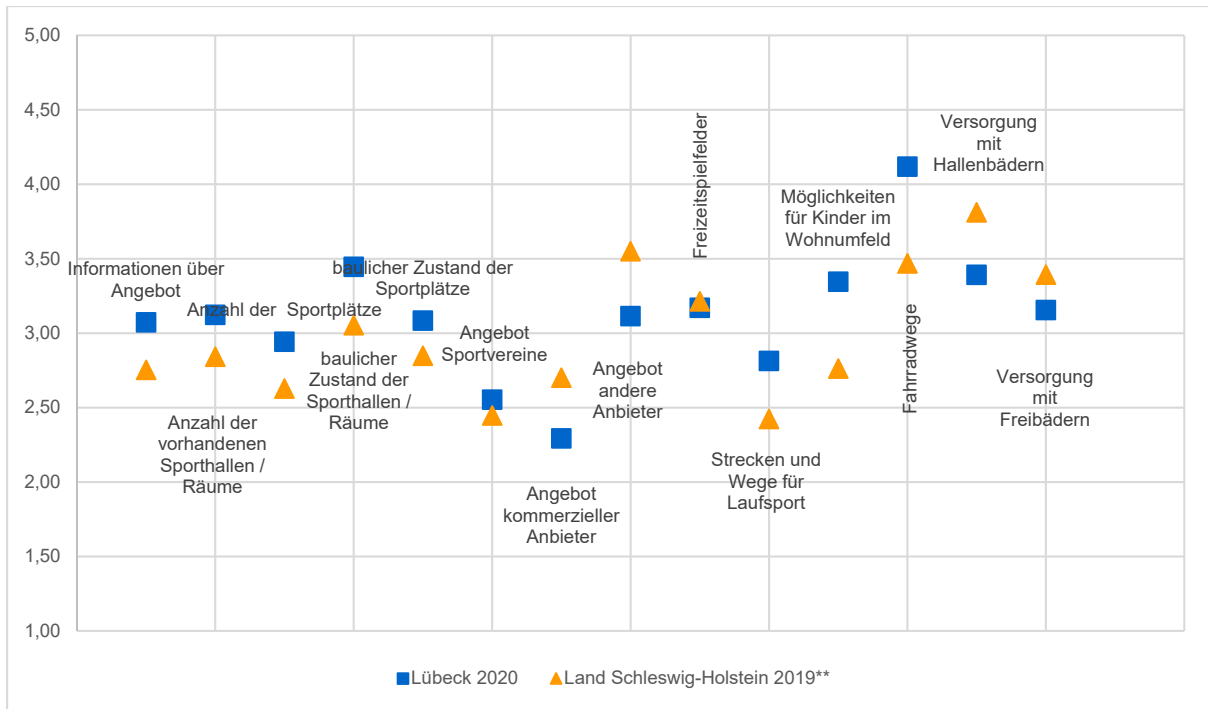 5,00
4,50
4,00
3,50
3,00
2,50
2,00
1,50
1,00
Informationen über
Angebot
Anzahl der
vorhandenen
Sporthallen /
Räume
Anzahl der Sportplätze
baulicher
Zustand der
Sporthallen /
Räume
baulicher Zustand der
Sportplätze
Angebot
Sportvereine
Angebot
kommerzieller
Anbieter
Angebot
andere
Anbieter
Freizeitspielfelder
Strecken und
Wege für
Laufsport
Möglichkeiten
für Kinder im
Wohnumfeld
Fahrradwege
Versorgung
mit
Hallenbädern
Versorgung
mit
Freibädern
Lübeck 2020
Land Schleswig-Holstein 2019**